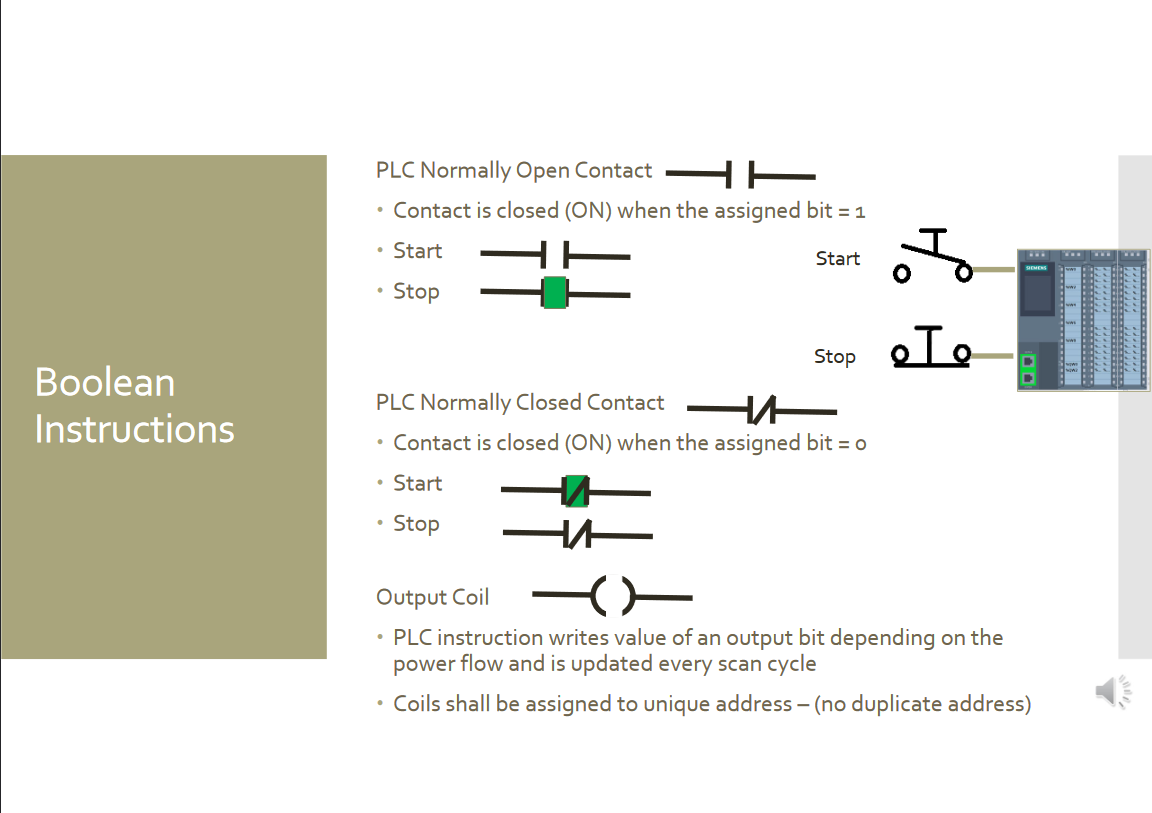 PLC Normally Open Contact
• Contact is closed (ON) when the assigned bit = 1
• Start
Start
• Stop
Stop
Boolean
Instructions
PLC Normally Closed Contact
• Contact is closed (ON) when the assigned bit = 0
• Start
• Stop
Output Coil
• PLC instruction writes value of an output bit depending on the
power flow and is updated every scan cycle
• Coils shall be assigned to unique address – (no duplicate address)
SIEMENS